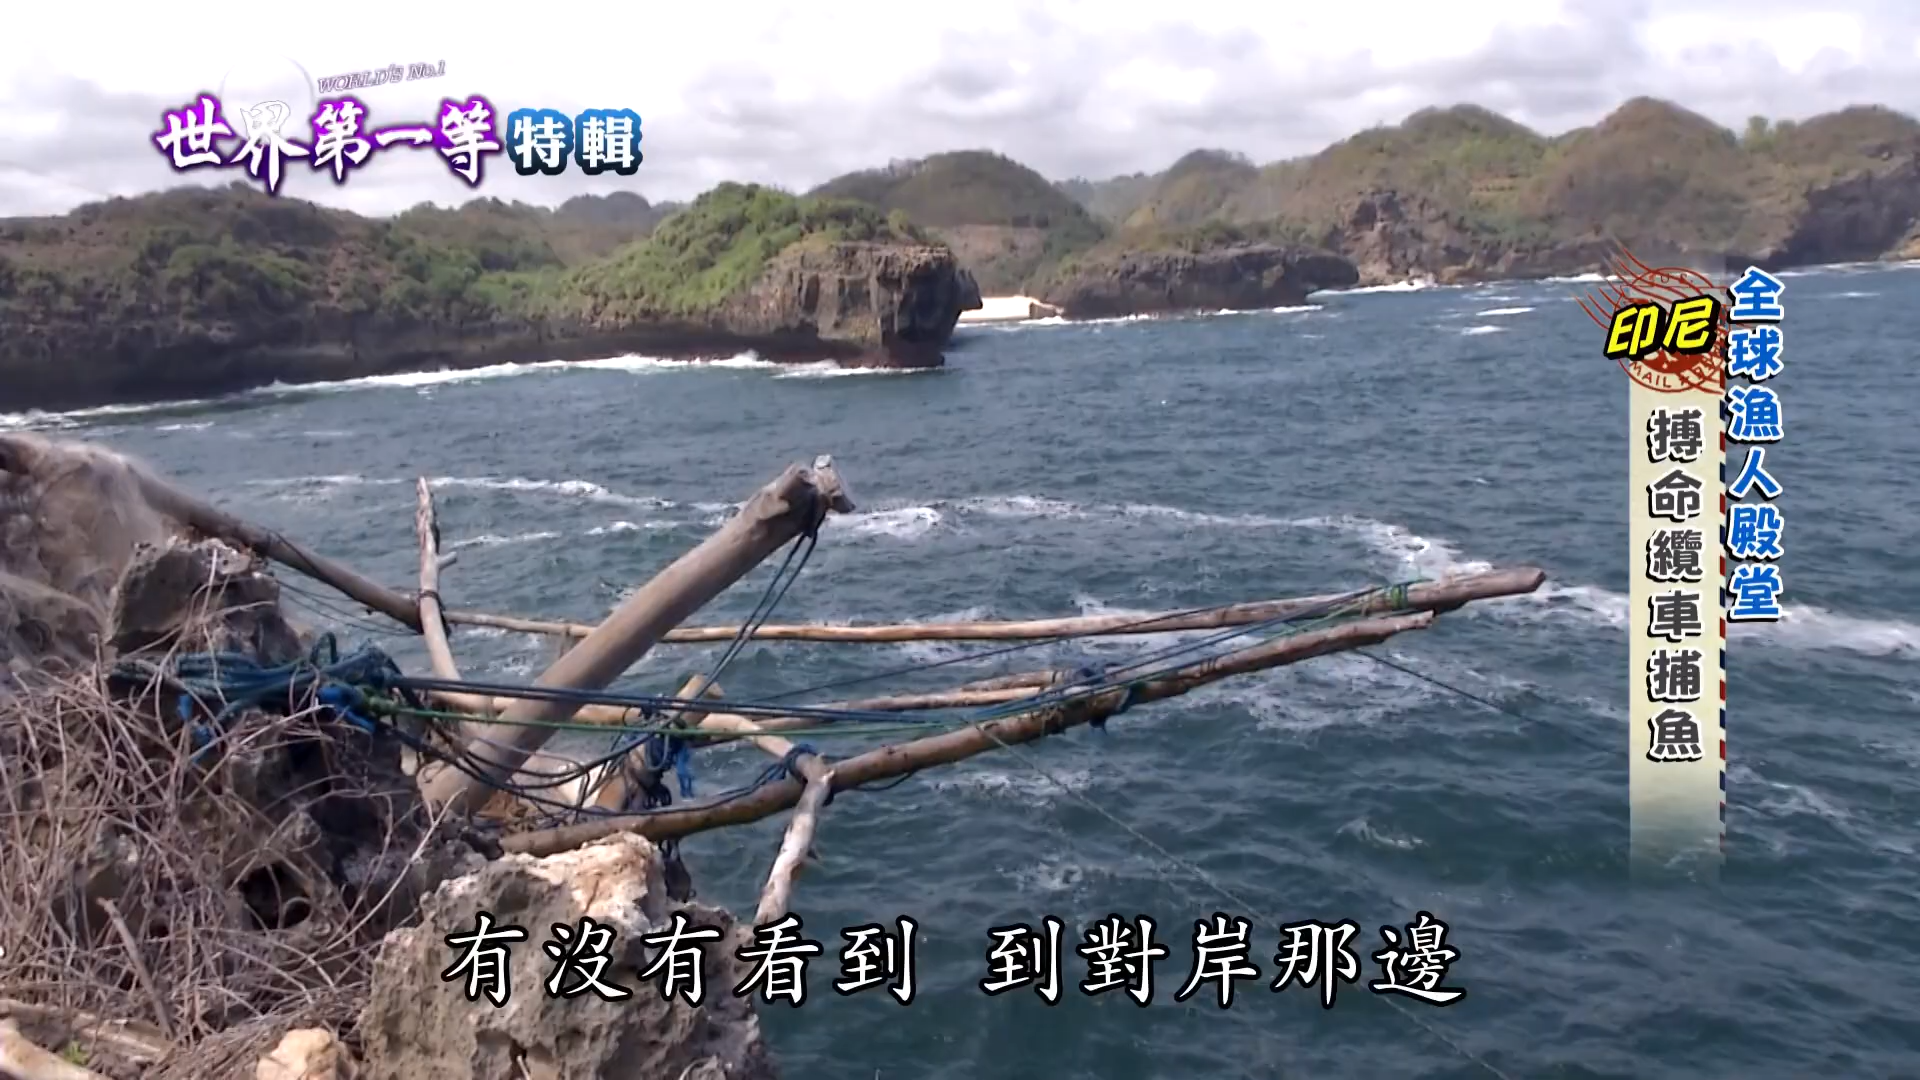 WORLD'S No.1
世界第一等特輯
全球漁人殿堂
印尼
MAIL
搏命纜車捕魚
有沒有看到 到對岸那邊